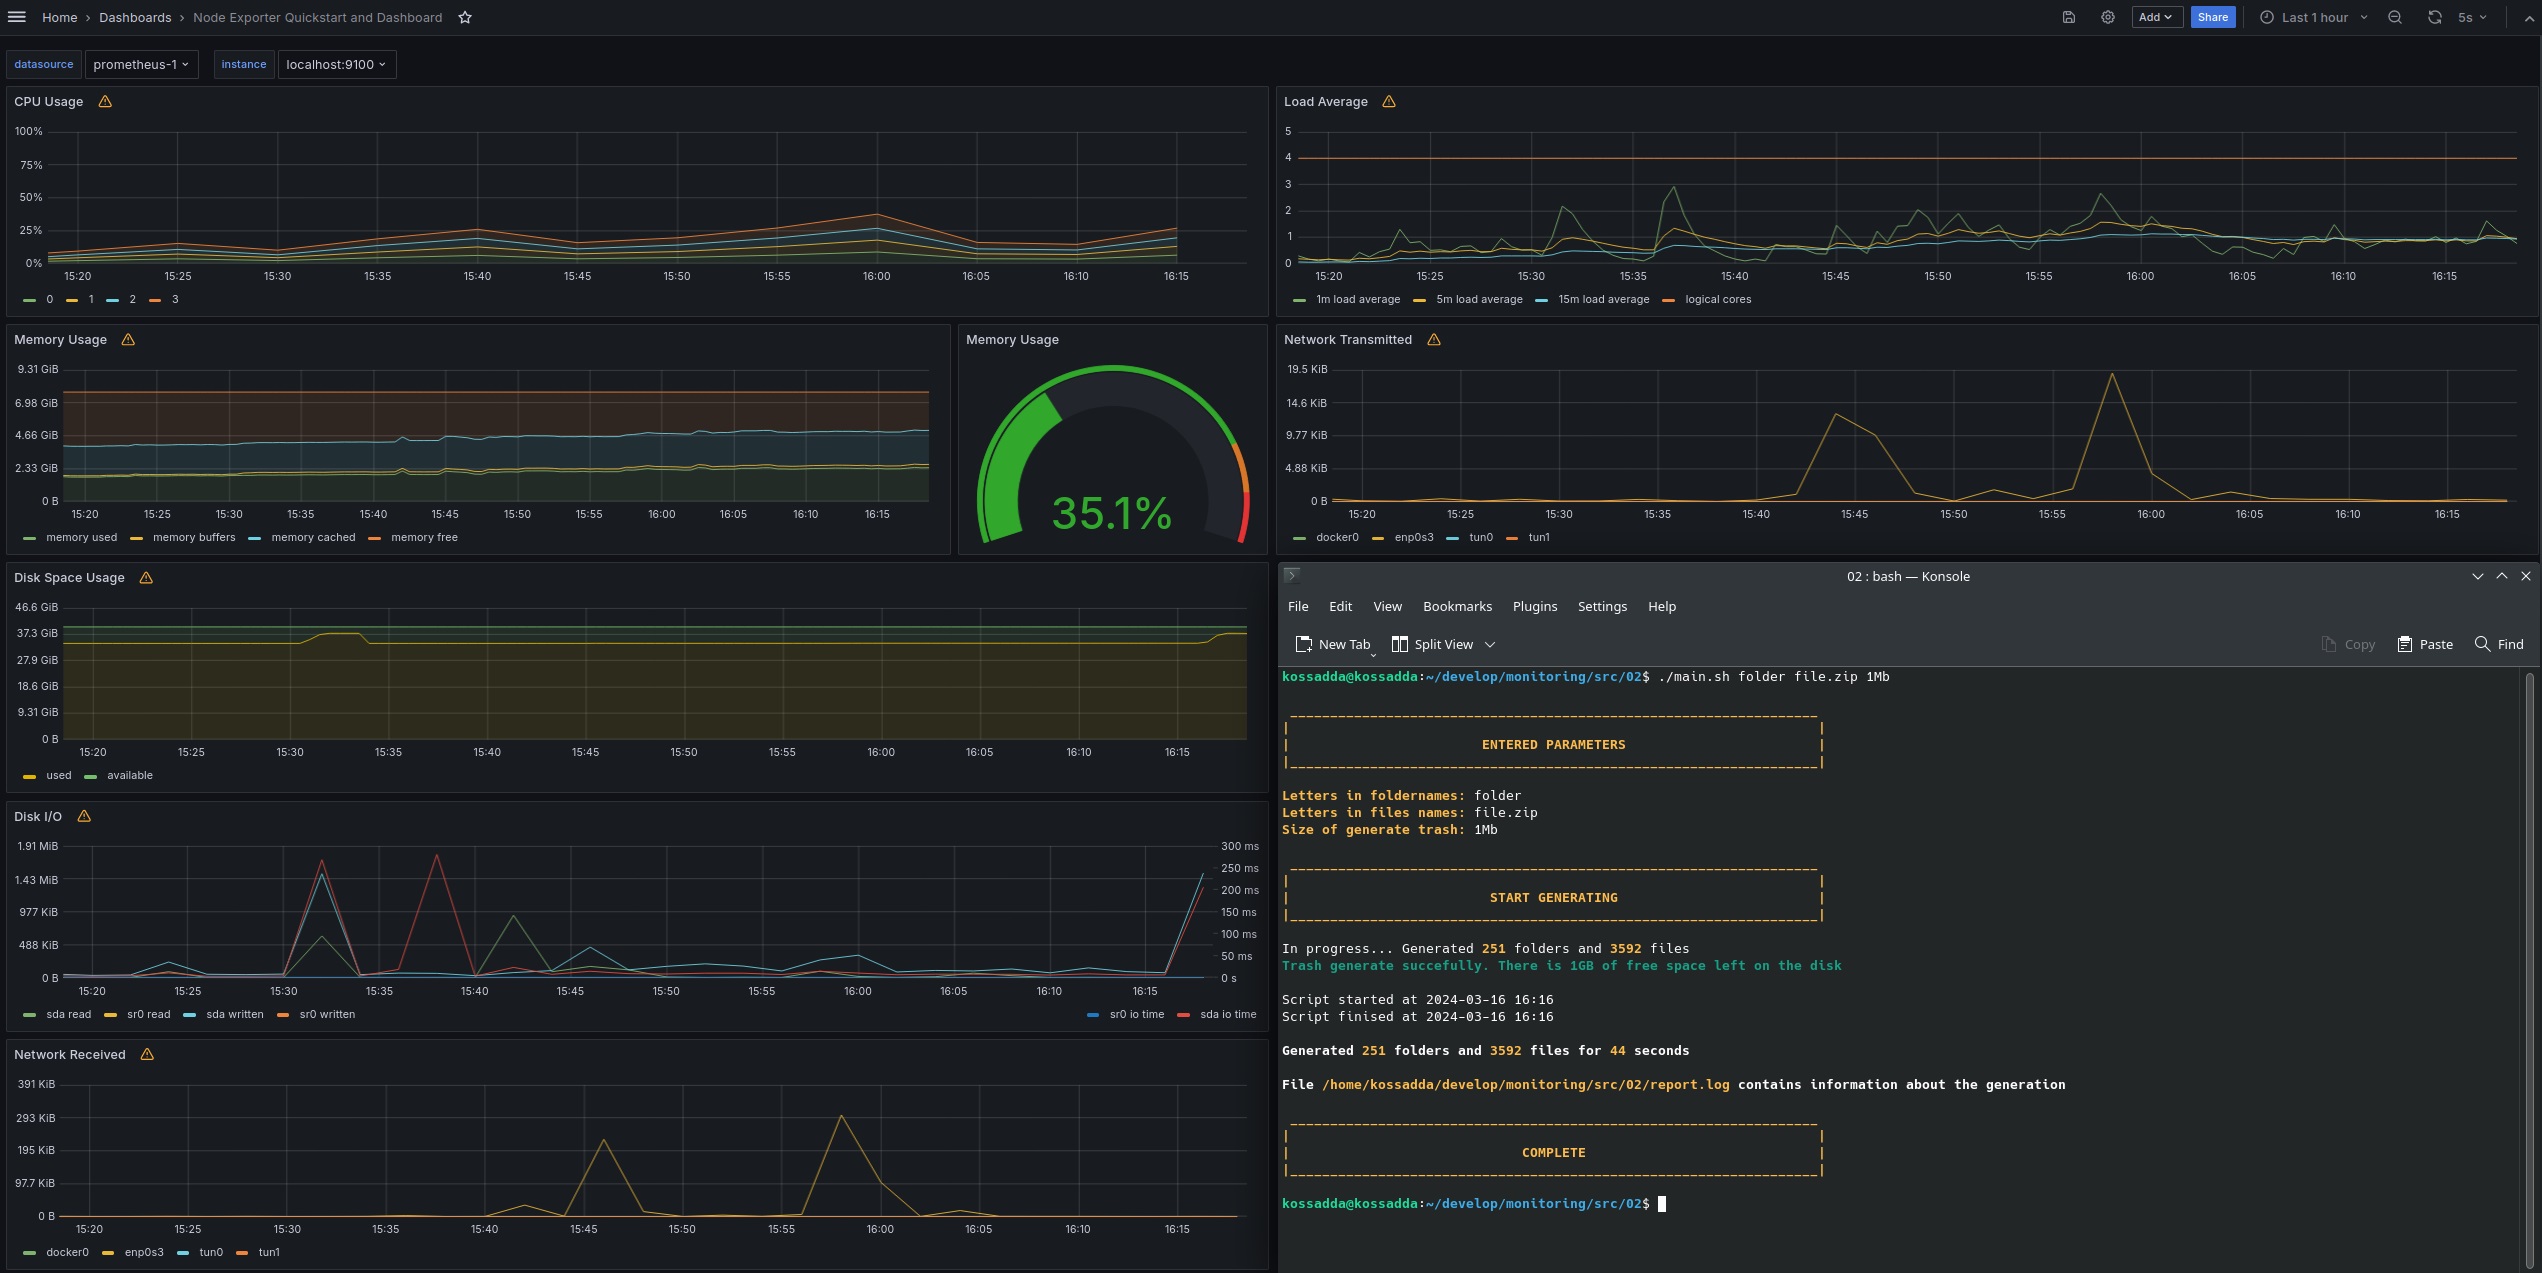 Home › Dashboards › Node Exporter Quickstart and Dashboard
Add Share Last 1 hour 5s
datasource prometheus-1 instance localhost:9100
CPU Usage
100%
75%
50%
25%
0%
15:20 15:25 15:30 15:35 15:40 15:45 15:50 15:55 16:00 16:05 16:10 16:15
0 1 2 3
Load Average
5
4
3
2
1
0
15:20 15:25 15:30 15:35 15:40 15:45 15:50 15:55 16:00 16:05 16:10 16:15
1m load average 5m load average 15m load average logical cores
Memory Usage
9.31 GiB
6.98 GiB
4.66 GiB
2.33 GiB
0 B
15:20 15:25 15:30 15:35 15:40 15:45 15:50 15:55 16:00 16:05 16:10 16:15
memory used memory buffers memory cached memory free
Memory Usage
35.1%
Network Transmitted
19.5 KiB
14.6 KiB
9.77 KiB
4.88 KiB
0 B
15:20 15:25 15:30 15:35 15:40 15:45 15:50 15:55 16:00 16:05 16:10 16:15
docker0 enp0s3 tun0 tun1
Disk Space Usage
46.6 GiB
37.3 GiB
27.9 GiB
18.6 GiB
9.31 GiB
0 B
15:20 15:25 15:30 15:35 15:40 15:45 15:50 15:55 16:00 16:05 16:10 16:15
used available
Disk I/O
1.91 MiB
1.43 MiB
977 KiB
488 KiB
0 B
300 ms
250 ms
200 ms
150 ms
100 ms
50 ms
0 s
15:20 15:25 15:30 15:35 15:40 15:45 15:50 15:55 16:00 16:05 16:10 16:15
sda read sr0 read sda written sr0 written sr0 io time sda io time
Network Received
391 KiB
293 KiB
195 KiB
97.7 KiB
0 B
15:20 15:25 15:30 15:35 15:40 15:45 15:50 15:55 16:00 16:05 16:10 16:15
docker0 enp0s3 tun0 tun1
02 : bash — Konsole
File Edit View Bookmarks Plugins Settings Help
New Tab Split View Copy Paste Find
kossadda@kossadda:~/develop/monitoring/src/02$ ./main.sh folder file.zip 1Mb
ENTERED PARAMETERS
Letters in foldernames: folder
Letters in files names: file.zip
Size of generate trash: 1Mb
START GENERATING
In progress... Generated 251 folders and 3592 files
Trash generate succefully. There is 1GB of free space left on the disk
Script started at 2024-03-16 16:16
Script finised at 2024-03-16 16:16
Generated 251 folders and 3592 files for 44 seconds
File /home/kossadda/develop/monitoring/src/02/report.log contains information about the generation
COMPLETE
kossadda@kossadda:~/develop/monitoring/src/02$